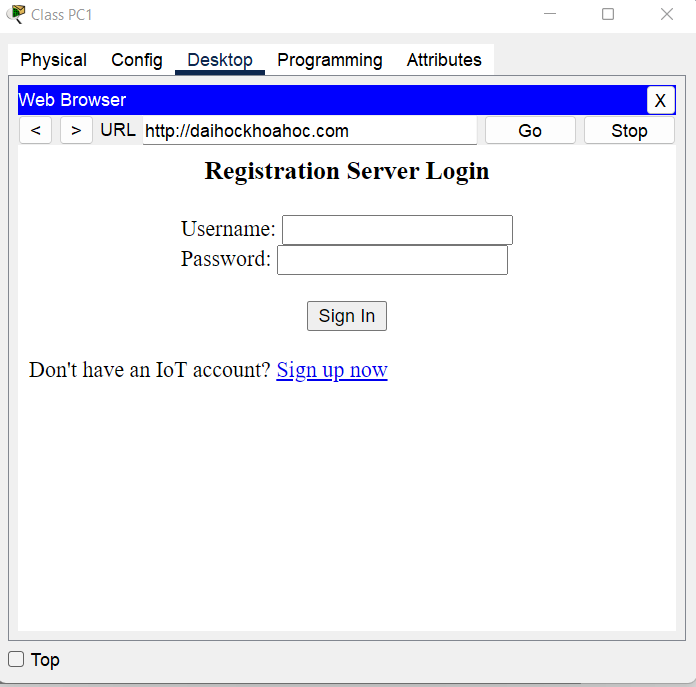 Class PC1
Physical Config Desktop Programming Attributes
Web Browser X
< > URL http://daihockhoahoc.com Go Stop
Registration Server Login
Username:
Password:
Sign In
Don't have an IoT account? Sign up now
Top